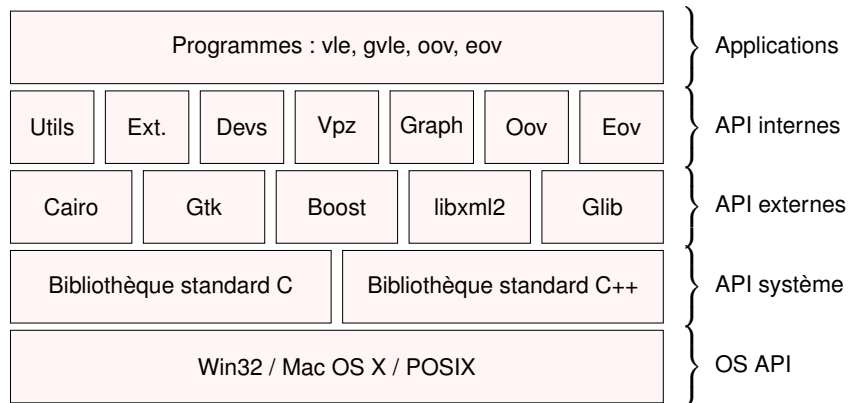 Programmes : vle, gvle, oov, eov
Applications
Utils
Ext.
Devs
Vpz
Graph
Oov
Eov
API internes
Cairo
Gtk
Boost
libxml2
Glib
API externes
Bibliothèque standard C
Bibliothèque standard C++
API système
Win32 / Mac OS X / POSIX
OS API